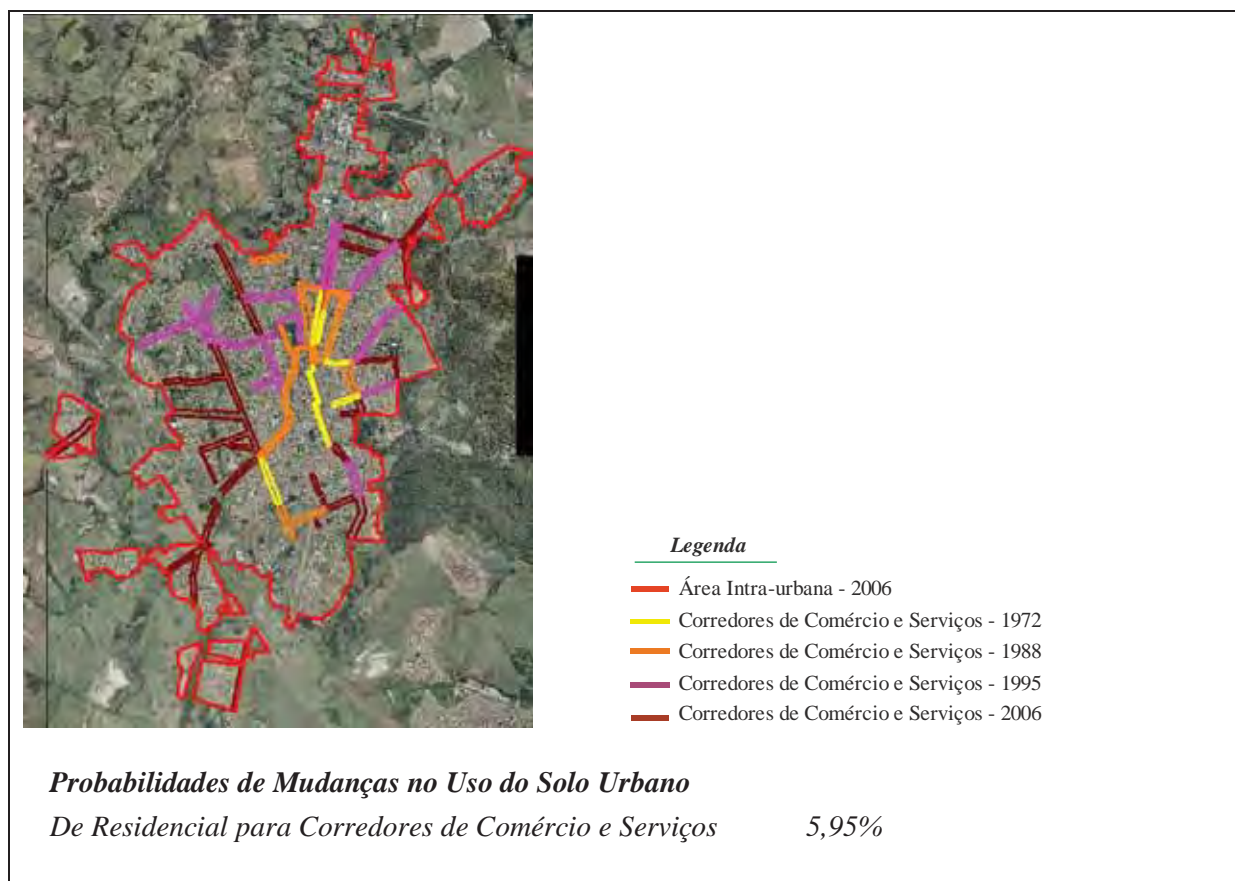 Legenda
Área Intra-urbana - 2006
Corredores de Comércio e Serviços - 1972
Corredores de Comércio e Serviços - 1988
Corredores de Comércio e Serviços - 1995
Corredores de Comércio e Serviços - 2006
Probabilidades de Mudanças no Uso do Solo Urbano
De Residencial para Corredores de Comércio e Serviços 5,95%